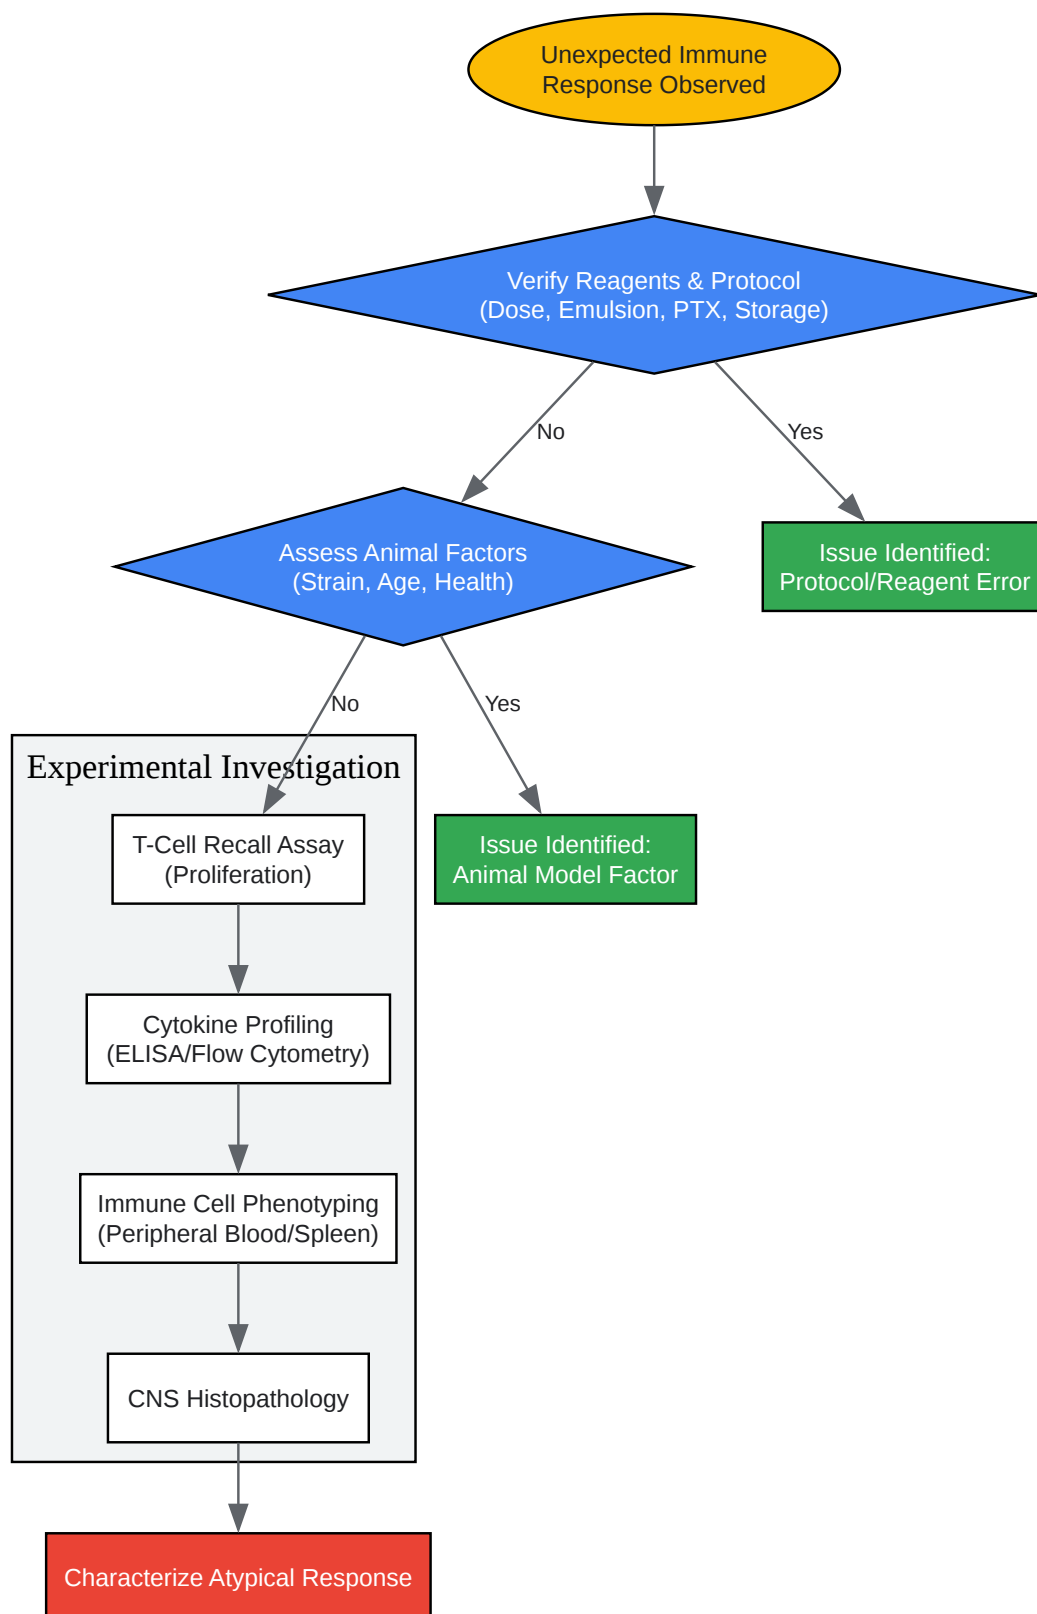 Unexpected Immune
Response Observed
Verify Reagents & Protocol
(Dose, Emulsion, PTX, Storage)
No
Yes
Assess Animal Factors
(Strain, Age, Health)
Issue Identified:
Protocol/Reagent Error
No
Yes
Experimental Investigation
T-Cell Recall Assay
(Proliferation)
Issue Identified:
Animal Model Factor
Cytokine Profiling
(ELISA/Flow Cytometry)
Immune Cell Phenotyping
(Peripheral Blood/Spleen)
CNS Histopathology
Characterize Atypical Response